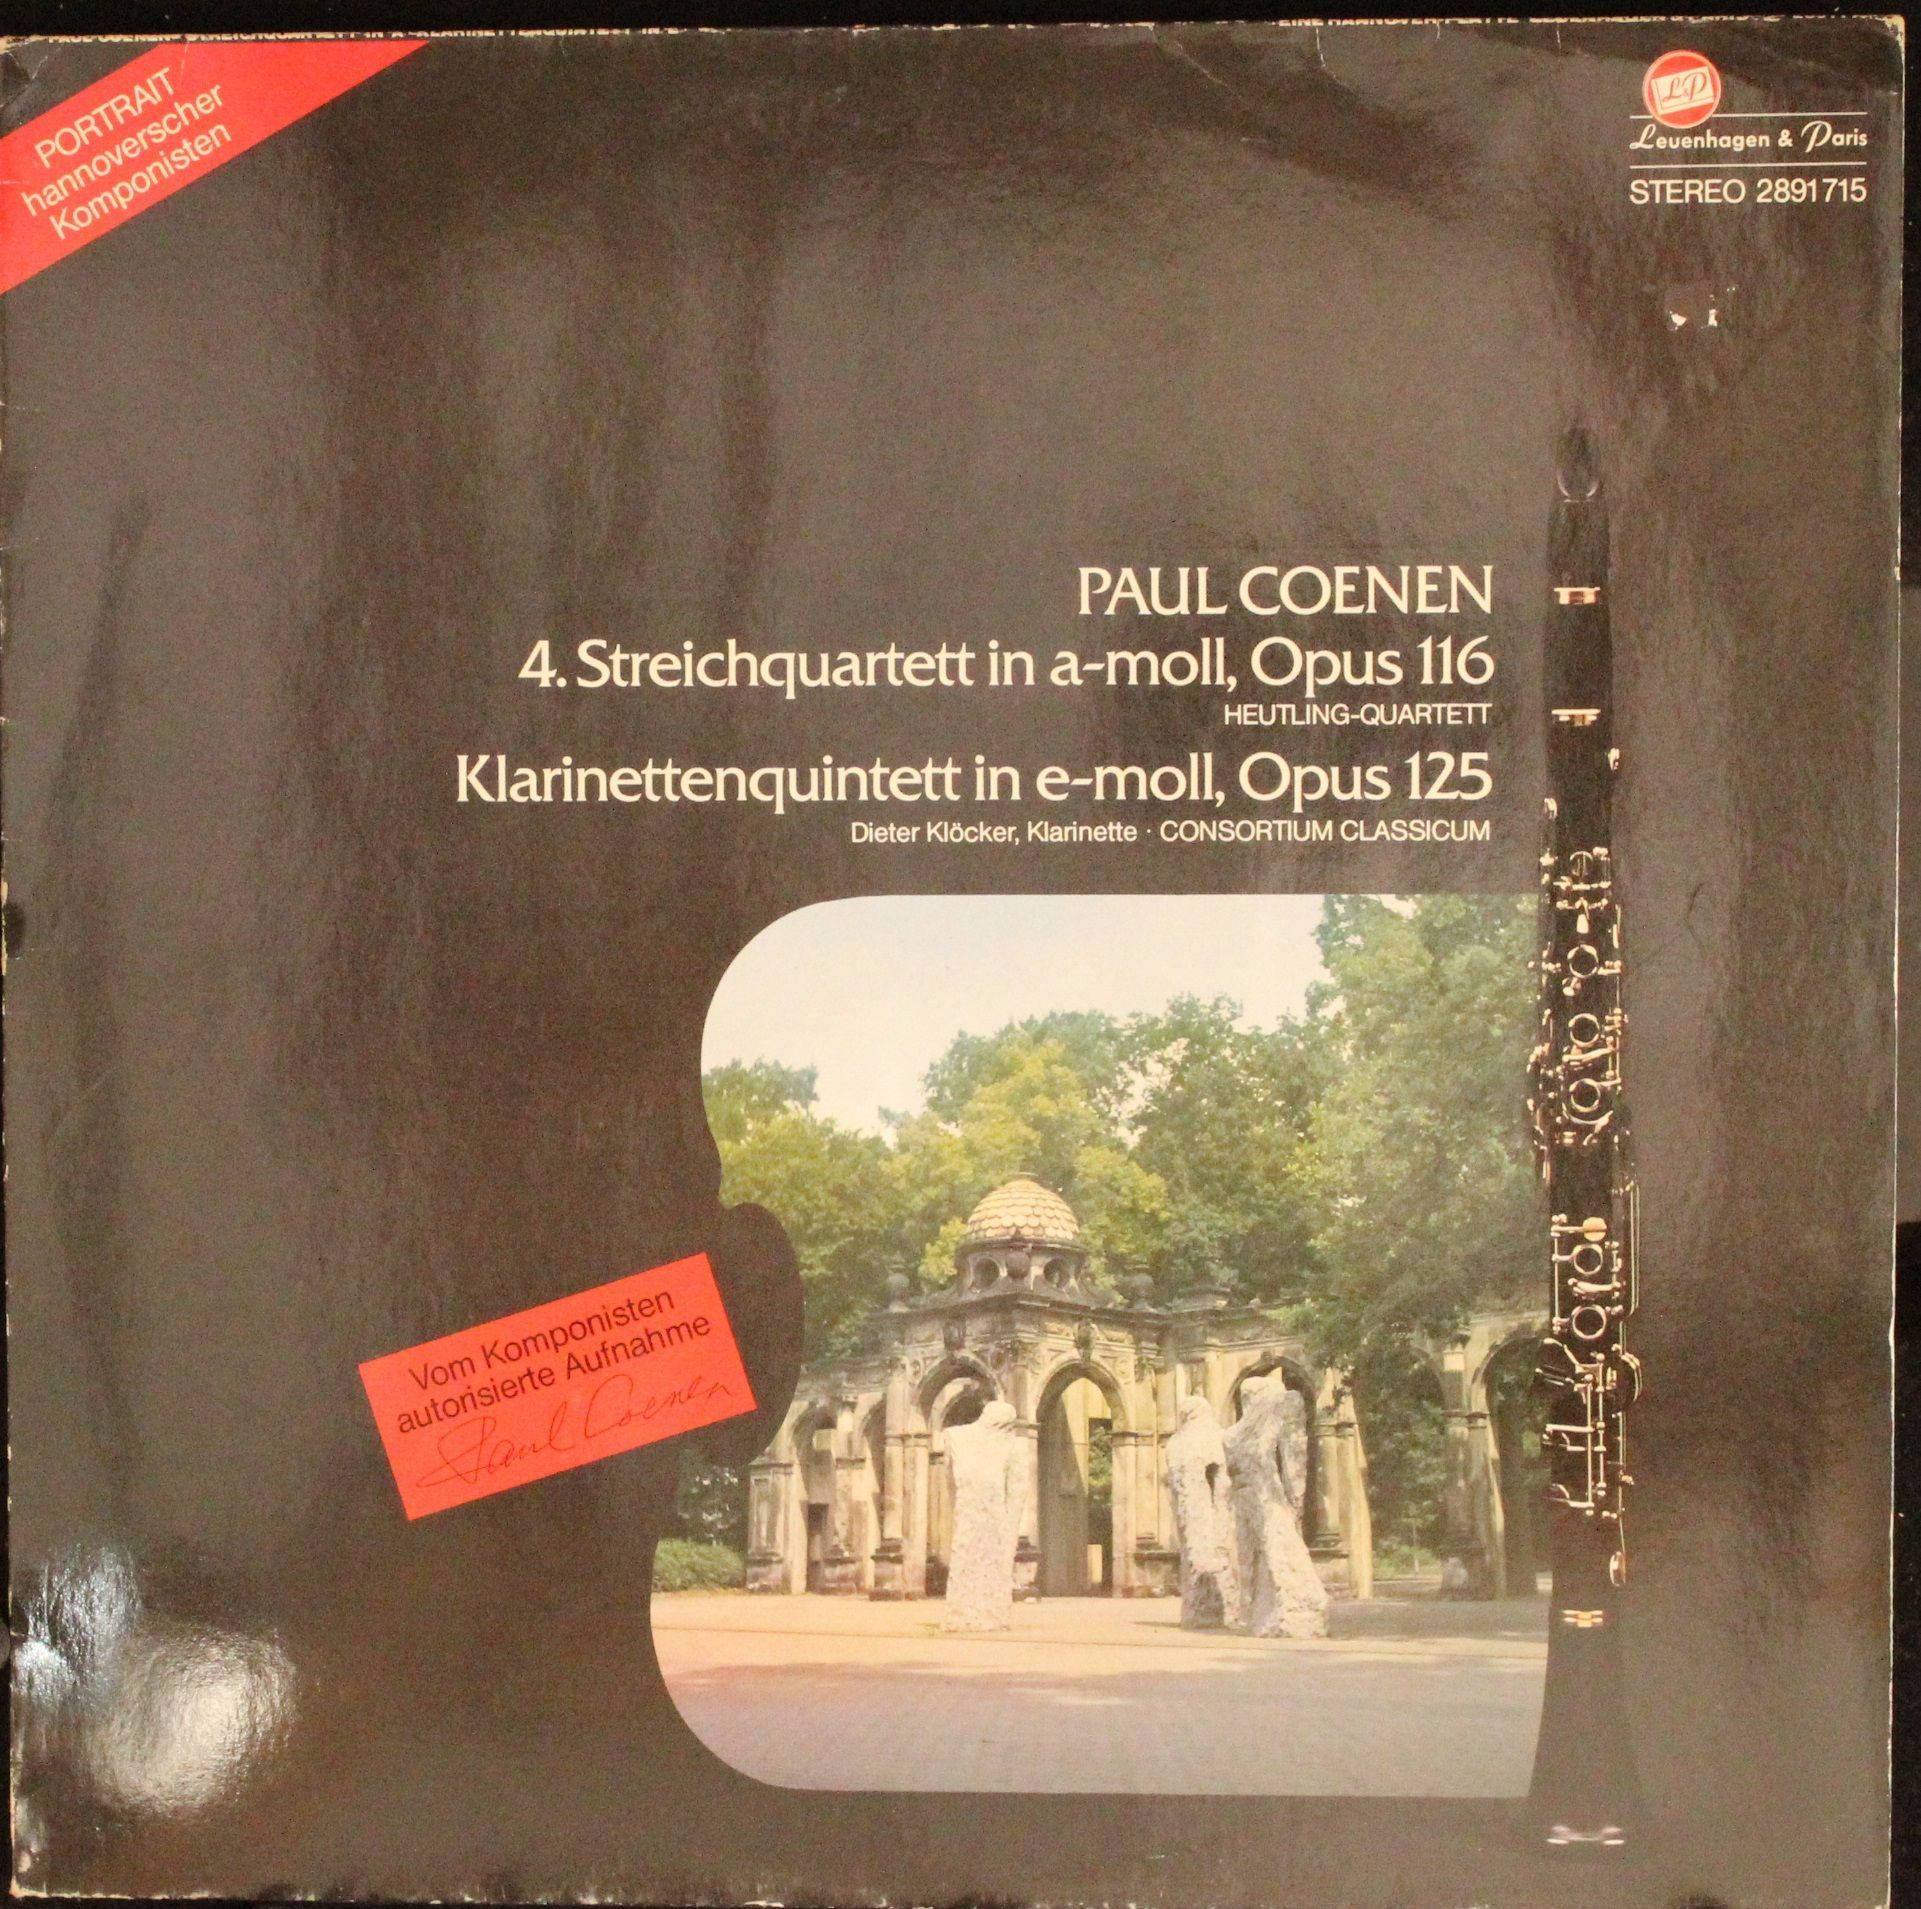 PORTRAIT
hannoverscher
Komponisten
L&P
Leuenhagen & Paris
STEREO 2891715
PAUL COENEN
4. Streichquartett in a-moll, Opus 116
HEUTLING-QUARTETT
Klarinettenquintett in e-moll, Opus 125
Dieter Klöcker, Klarinette · CONSORTIUM CLASSICUM
Vom Komponisten
autorisierte Aufnahme
Paul Coenen